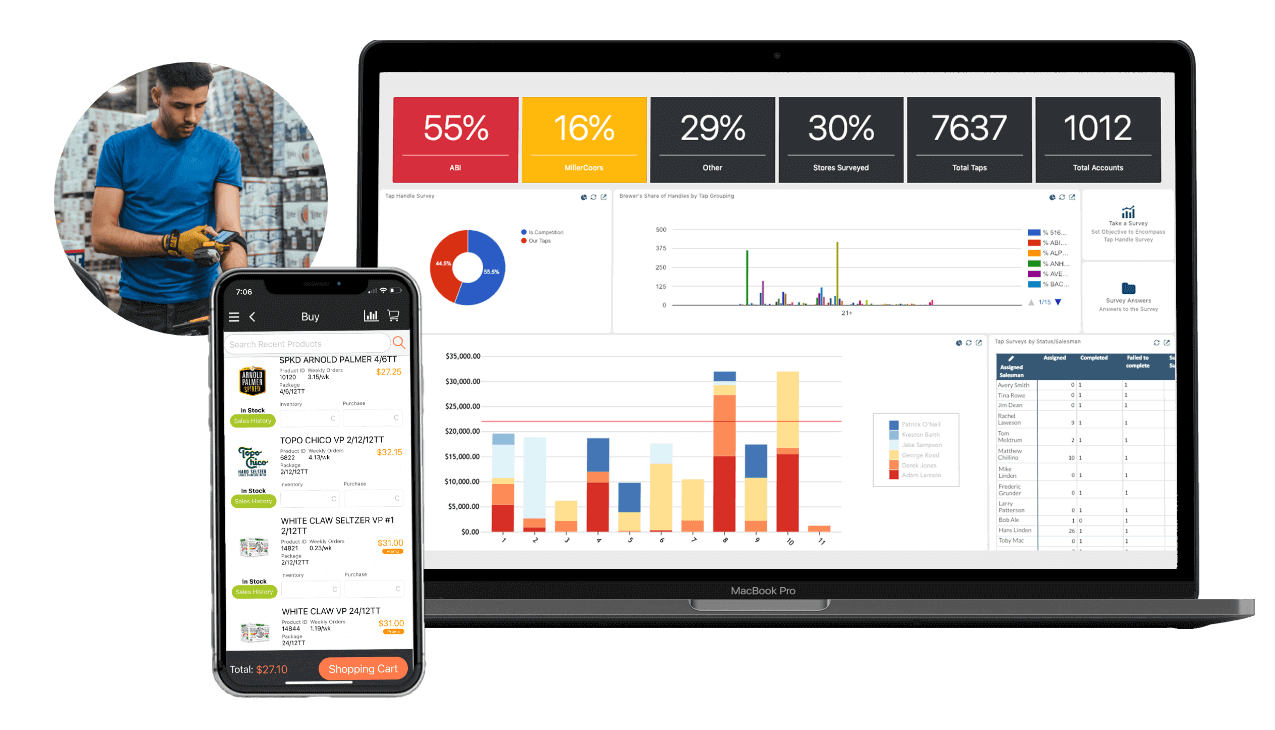 55%
ABI
16%
MillerCoors
29%
Other
30%
Stores Surveyed
7637
Total Taps
1012
Total Accounts
Tap Handle Survey
Is Competition
Our Taps
44.5%
55.5%
Brewer's Share of Handles by Tap Grouping
500
375
250
125
0
21+
% 516...
% ABI...
% ALP...
% ANH...
% AVE...
% BAC...
1/15
Take a Survey
Set Objective to Encompass
Tap Handle Survey
Survey Answers
Answers to the Survey
$35,000.00
$30,000.00
$25,000.00
$20,000.00
$15,000.00
$10,000.00
$5,000.00
$0.00
1 2 3 4 5 6 7 8 9 10 11
Patrick O'Neil
Kreston Barth
Jake Sampson
George Kood
Derek Jones
Adam Larson
Tap Surveys by Status/Salesman
Assigned Salesman Assigned Completed Failed to complete
Avery Smith 0 1 1
Tina Rowe 0 1 1
Jim Dean 0 1 1
Rachel
Laweson 9 1 1
Tom
Meldrum 2 1 1
Matthew
Chillino 10 1 1
Mike
Linden 0 1 1
Frederic
Grunder 0 1 1
Larry
Patterson 0 1 1
Bob Ale 1 0 1
Hans Linden 26 1 1
Toby Mac 0 1 1
MacBook Pro
7:06
Buy
Search Recent Products
SPKD ARNOLD PALMER 4/6TT
Product ID Weekly Orders
10120 3.15/wk
$27.25
Package
4/6/12TT
ARNOLD
PALMER
SPIKED
In Stock
Sales History
Inventory Purchase
C C
TOPO CHICO VP 2/12/12TT
Product ID Weekly Orders
6822 4.13/wk
$32.15
Package
2/12/12TT
Topo
Chico
HARD SELTZER
In Stock
Sales History
Inventory Purchase
C C
WHITE CLAW SELTZER VP #1
2/12TT
Product ID Weekly Orders
14821 0.23/wk
$31.00
Package
2/12/12TT
In Stock
Sales History
Inventory Purchase
C C
WHITE CLAW VP 24/12TT
Product ID Weekly Orders
14844 1.19/wk
$31.00
Package
24/12TT
Total: $27.10
Shopping Cart